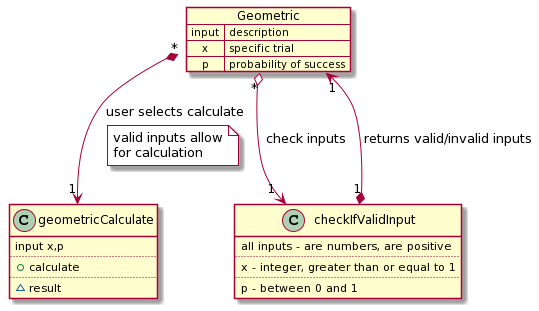 Geometric
input description
x specific trial
p probability of success
*
*
1
user selects calculate
valid inputs allow
for calculation
check inputs
returns valid/invalid inputs
1
1
1
C geometricCalculate
input x,p
calculate
result
C checkIfValidInput
all inputs - are numbers, are positive
x - integer, greater than or equal to 1
p - between 0 and 1